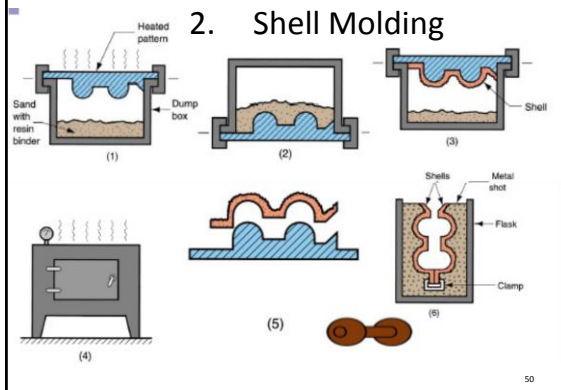 2. Shell Molding
Heated
pattern
Sand
with
resin
binder
Dump
box
(1)
(2)
Shell
(3)
(4)
(5)
Shells
Metal
shot
Flask
Clamp
(6)
50